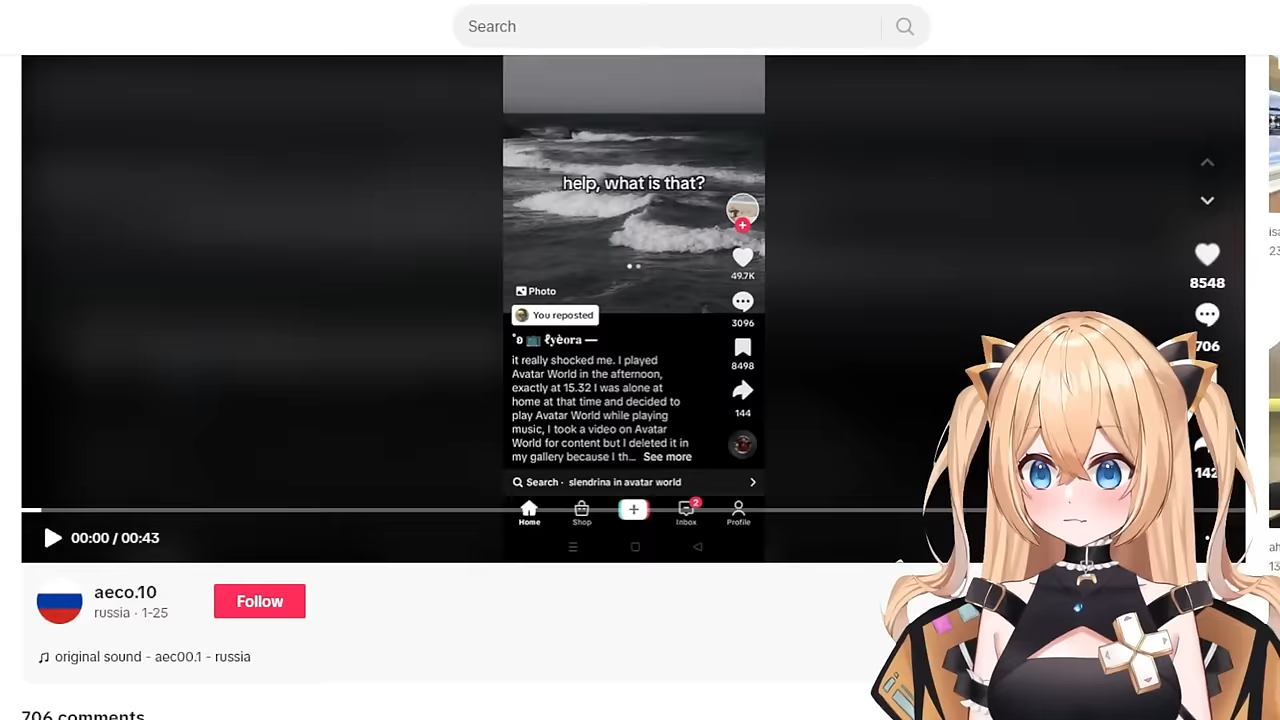 Search
help, what is that?
49.7K
Photo
You reposted
3096
it really shocked me. I played
Avatar World in the afternoon,
exactly at 15.32 I was alone at
home at that time and decided to
play Avatar World while playing
music, I took a video on Avatar
World for content but I deleted it in
my gallery because I th... See more
8498
144
Search · slendrina in avatar world
Home
Shop
2
Inbox
Profile
8548
706
142
00:00 / 00:43
aeco.10
russia · 1-25
Follow
original sound - aec00.1 - russia
706 comments